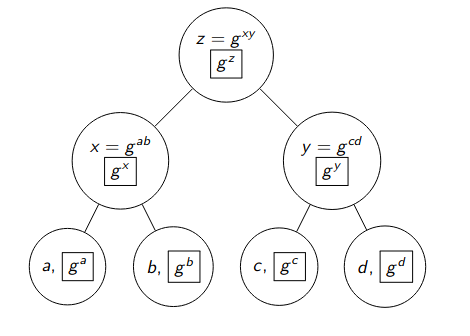 z = g^{xy}
g^z
x = g^{ab}
y = g^{cd}
g^x
g^y
a, g^a
b, g^b
c, g^c
d, g^d